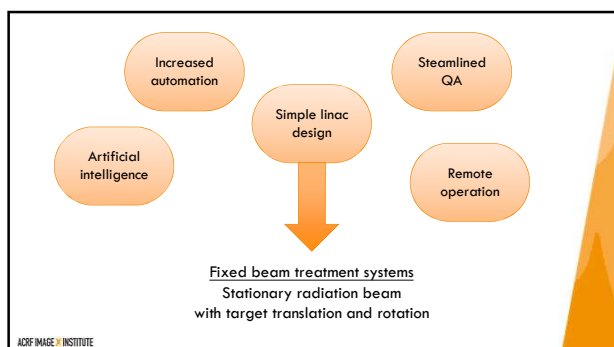 Increased
automation
Steamlined
QA
Simple linac
design
Artificial
intelligence
Remote
operation
Fixed beam treatment systems
Stationary radiation beam
with target translation and rotation
ACRF IMAGE X INSTITUTE